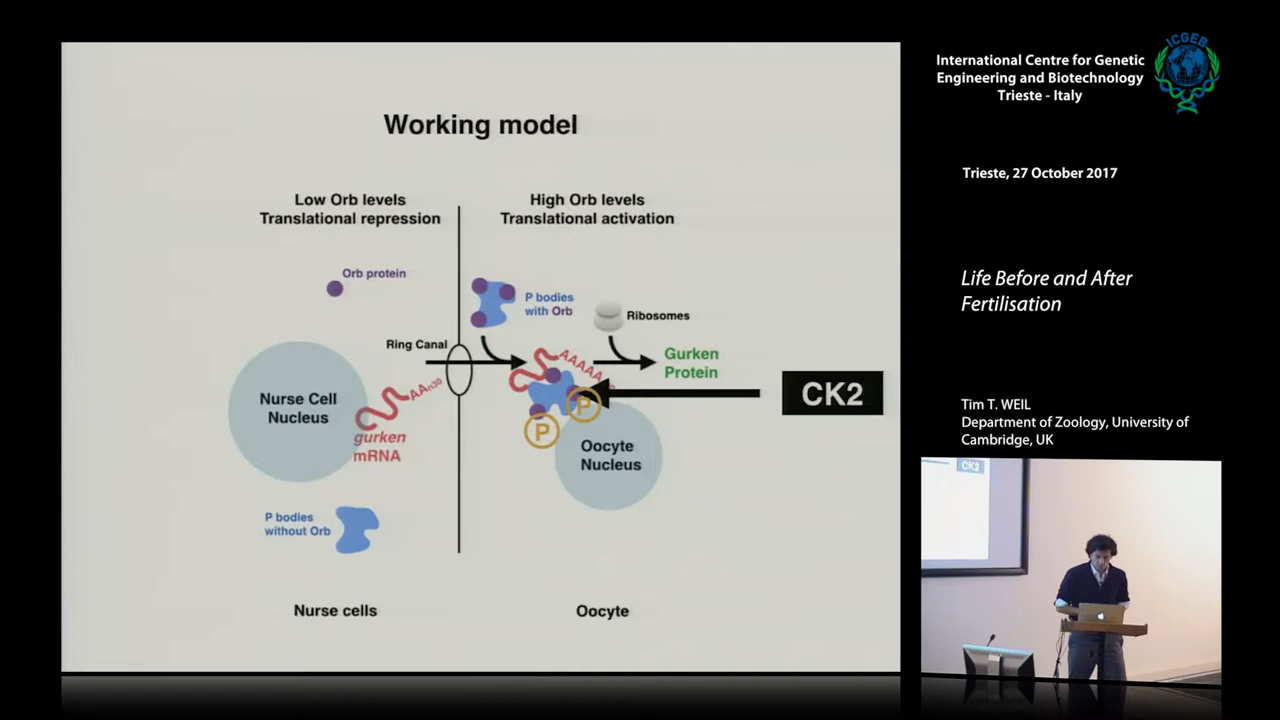 Working model
Low Orb levels
Translational repression
High Orb levels
Translational activation
Orb protein
P bodies
with Orb
Ribosomes
Ring Canal
AAAAA
Gurken
Protein
AAn30
Nurse Cell
Nucleus
gurken
mRNA
CK2
P
P
Oocyte
Nucleus
P bodies
without Orb
Nurse cells
Oocyte
International Centre for Genetic
Engineering and Biotechnology
Trieste - Italy
ICGEB
Trieste, 27 October 2017
Life Before and After
Fertilisation
Tim T. WEIL
Department of Zoology, University of
Cambridge, UK
CK2